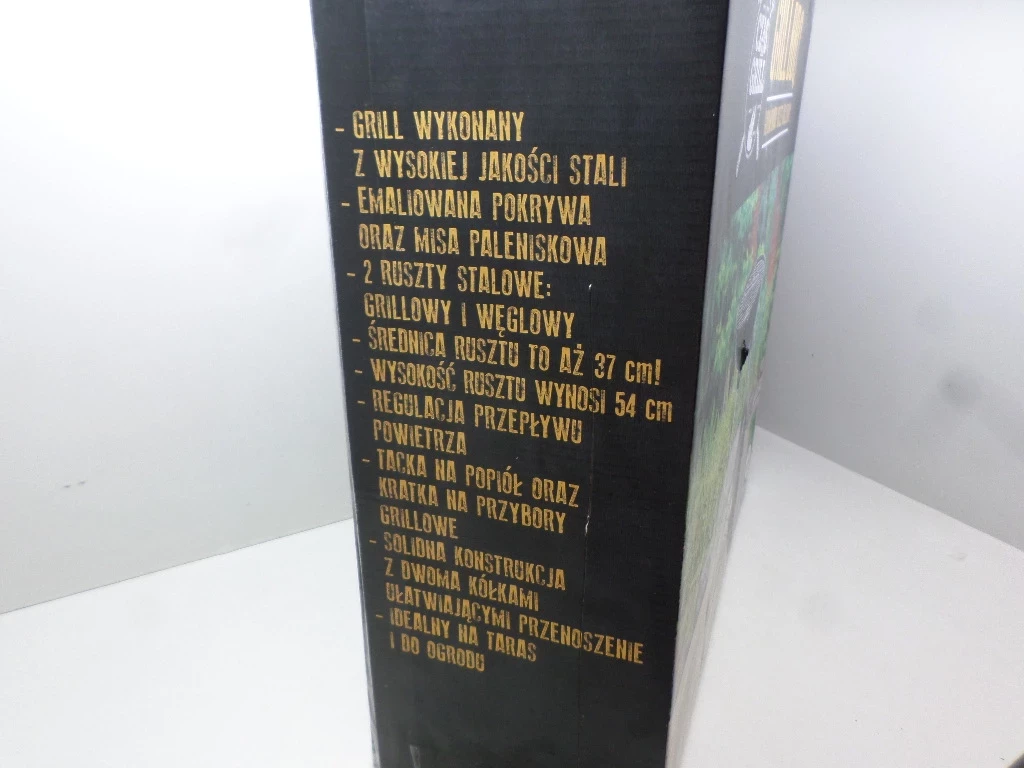 - GRILL WYKONANY
Z WYSOKIEJ JAKOŚCI STALI
- EMALIOWANA POKRYWA
ORAZ MISA PALENISKOWA
- 2 RUSZTY STALOWE:
GRILLOWY I WĘGLOWY
- ŚREDNICA RUSZTU TO AŻ 37 cm!
- WYSOKOŚĆ RUSZTU WYNOSI 54 cm
- REGULACJA PRZEPŁYWU
POWIETRZA
- TACKA NA POPIÓŁ ORAZ
KRATKA NA PRZYBORY
GRILLOWE
- SOLIDNA KONSTRUKCJA
Z DWOMA KÓŁKAMI
UŁATWIAJĄCYMI PRZENOSZENIE
- IDEALNY NA TARAS
I DO OGRODU